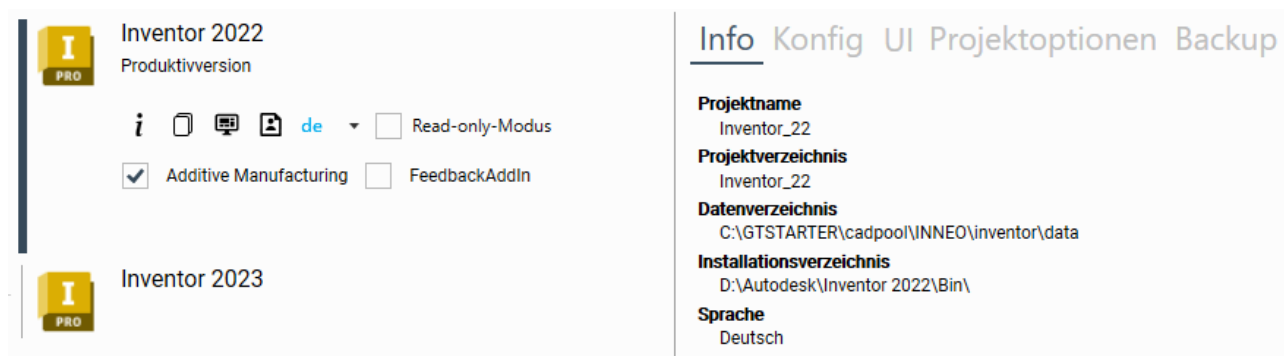 Inventor 2022
Produktivversion
i de Read-only-Modus
Additive Manufacturing FeedbackAddIn
I
PRO
Inventor 2023
I
PRO
Info Konfig UI Projektoptionen Backup
Projektname
Inventor_22
Projektverzeichnis
Inventor_22
Datenverzeichnis
C:\GTSTARTER\cadpool\INNEO\inventor\data
Installationsverzeichnis
D:\Autodesk\Inventor 2022\Bin\
Sprache
Deutsch